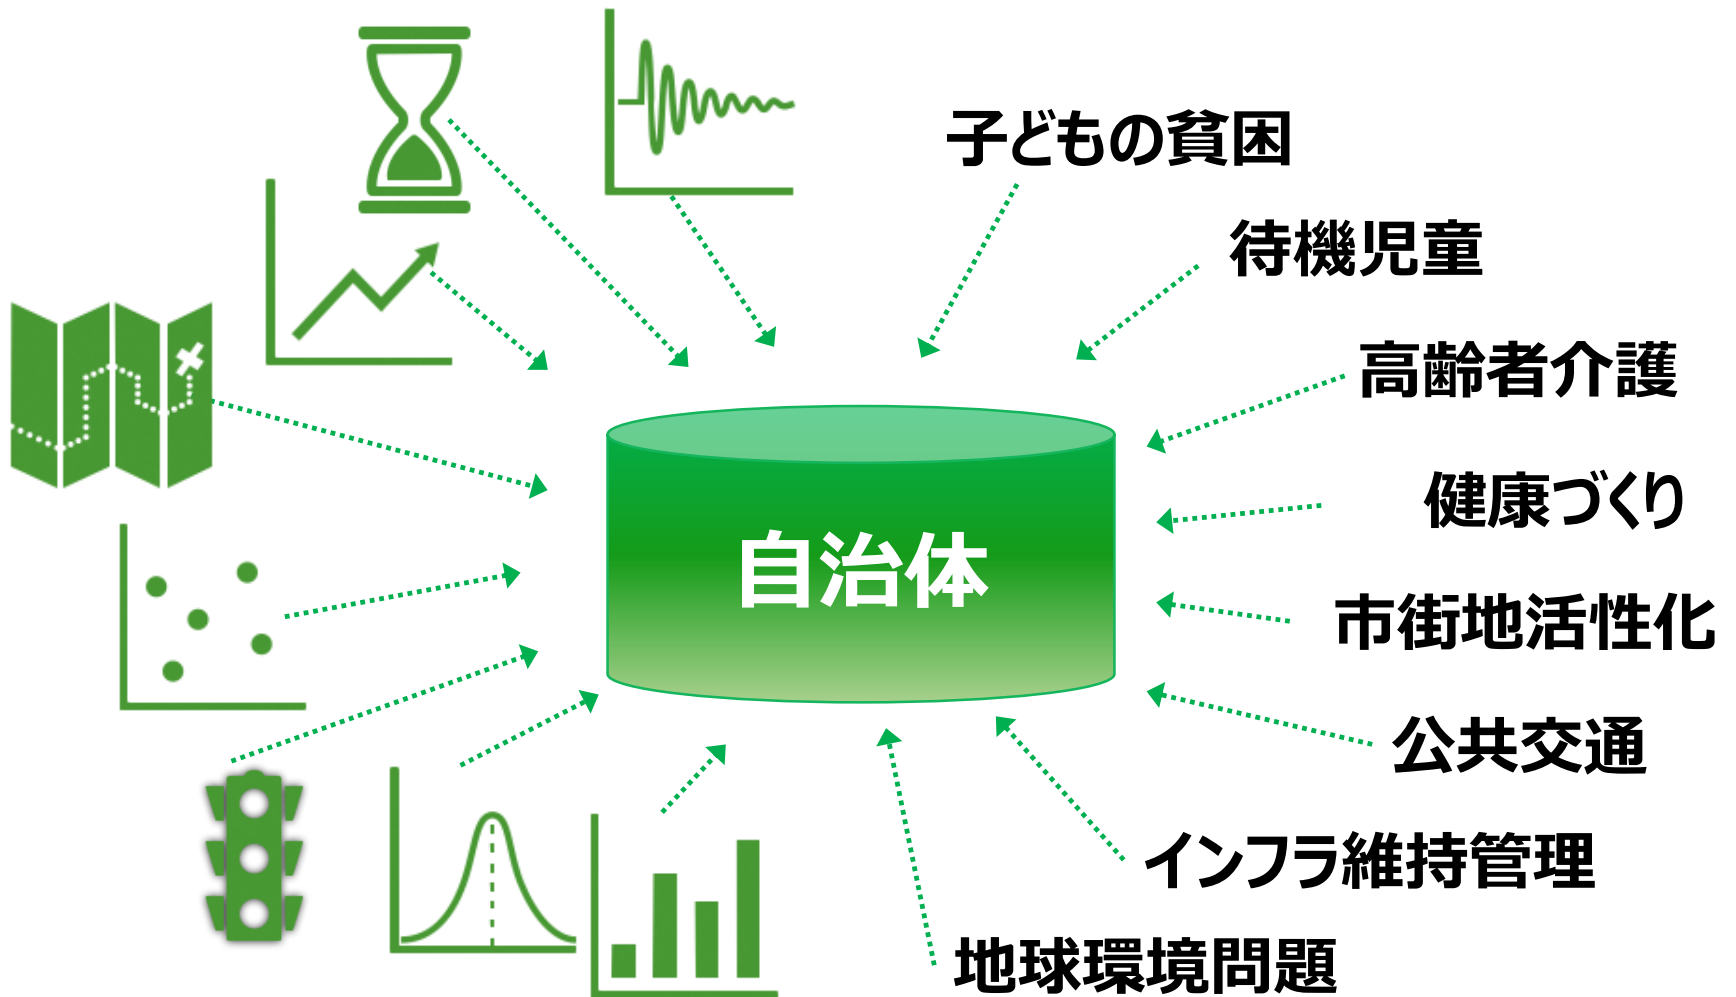 子どもの貧困
待機児童
高齢者介護
健康づくり
自治体
市街地活性化
公共交通
インフラ維持管理
地球環境問題